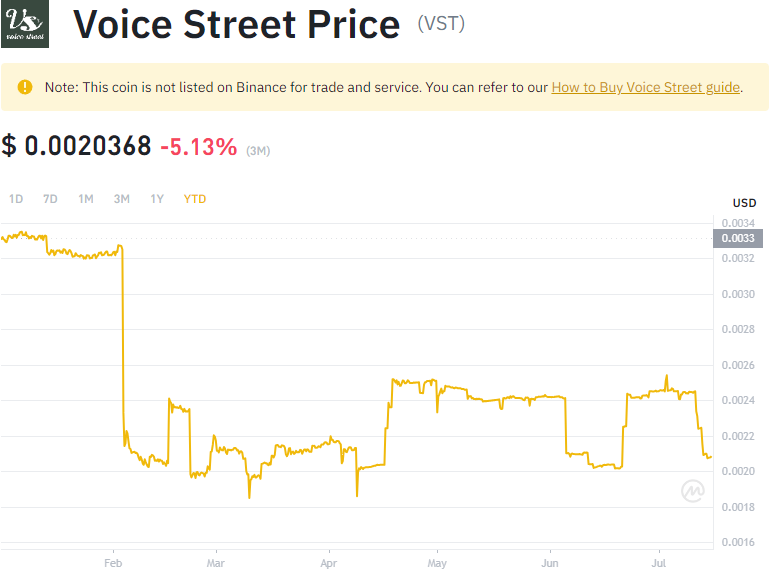 Vs
voice street
Voice Street Price (VST)
Note: This coin is not listed on Binance for trade and service. You can refer to our How to Buy Voice Street guide.
$ 0.0020368 -5.13% (3M)
1D 7D 1M 3M 1Y YTD
USD
0.0034
0.0033
0.0032
0.0030
0.0028
0.0026
0.0024
0.0022
0.0020
0.0018
0.0016
Feb Mar Apr May Jun Jul